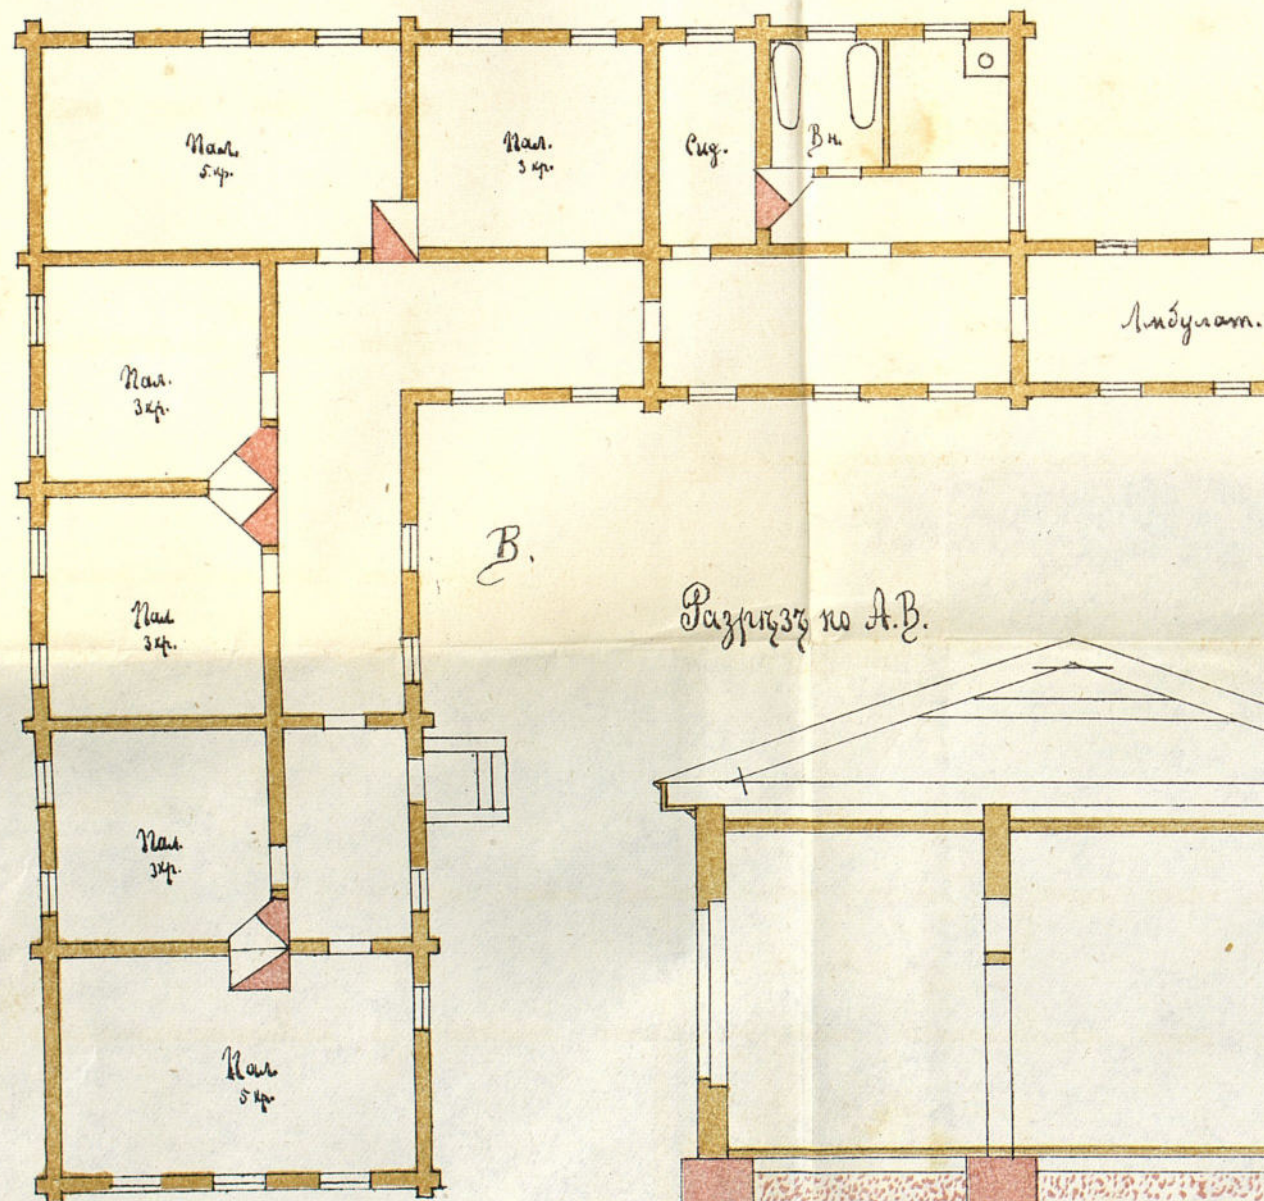 Пал.
5 кр.
Пал.
3 кр.
Сид.
Вн.
Амбулат.
Пал.
3 кр.
В.
Разрѣзъ по А.В.
Пал
3 кр.
Пал.
3 кр.
Пал.
5 кр.